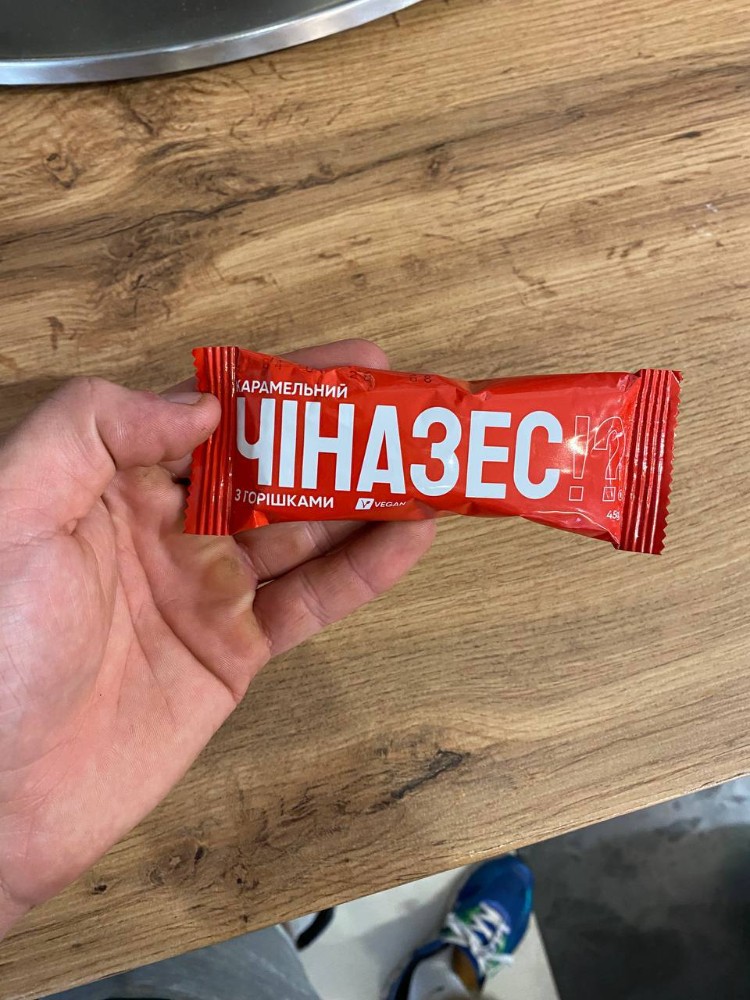 КАРАМЕЛЬНИЙ
ЧІНАЗЕС!?
З ГОРІШКАМИ
V VEGAN
45g